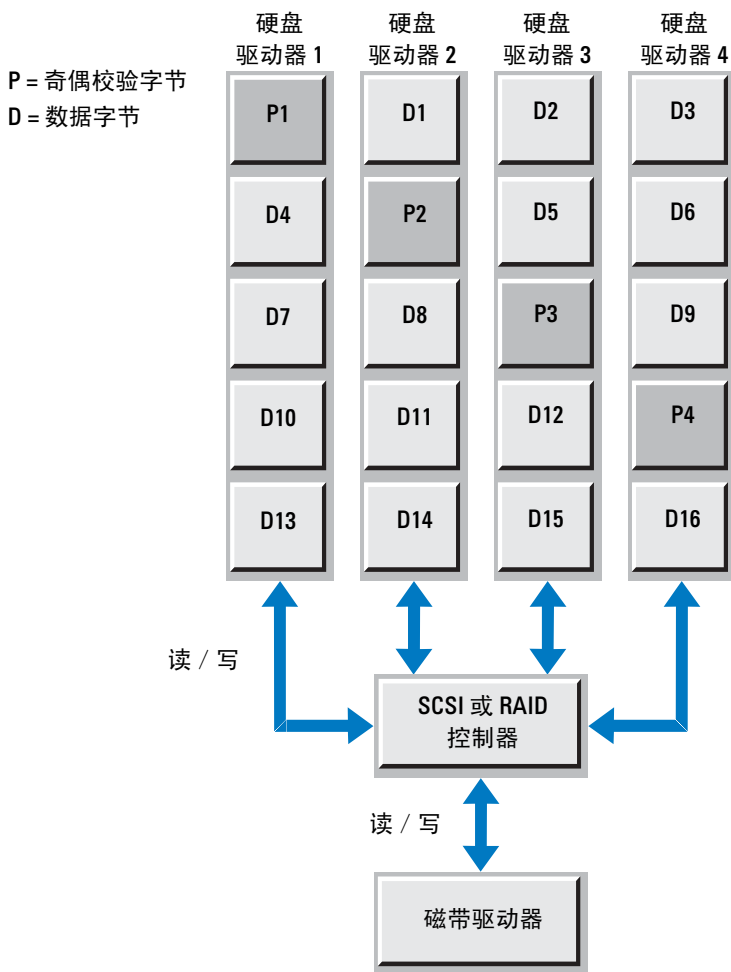 硬盘
驱动器 1
硬盘
驱动器 2
硬盘
驱动器 3
硬盘
驱动器 4
P = 奇偶校验字节
D = 数据字节
P1
D1
D2
D3
D4
P2
D5
D6
D7
D8
P3
D9
D10
D11
D12
P4
D13
D14
D15
D16
读 / 写
SCSI 或 RAID
控制器
读 / 写
磁带驱动器